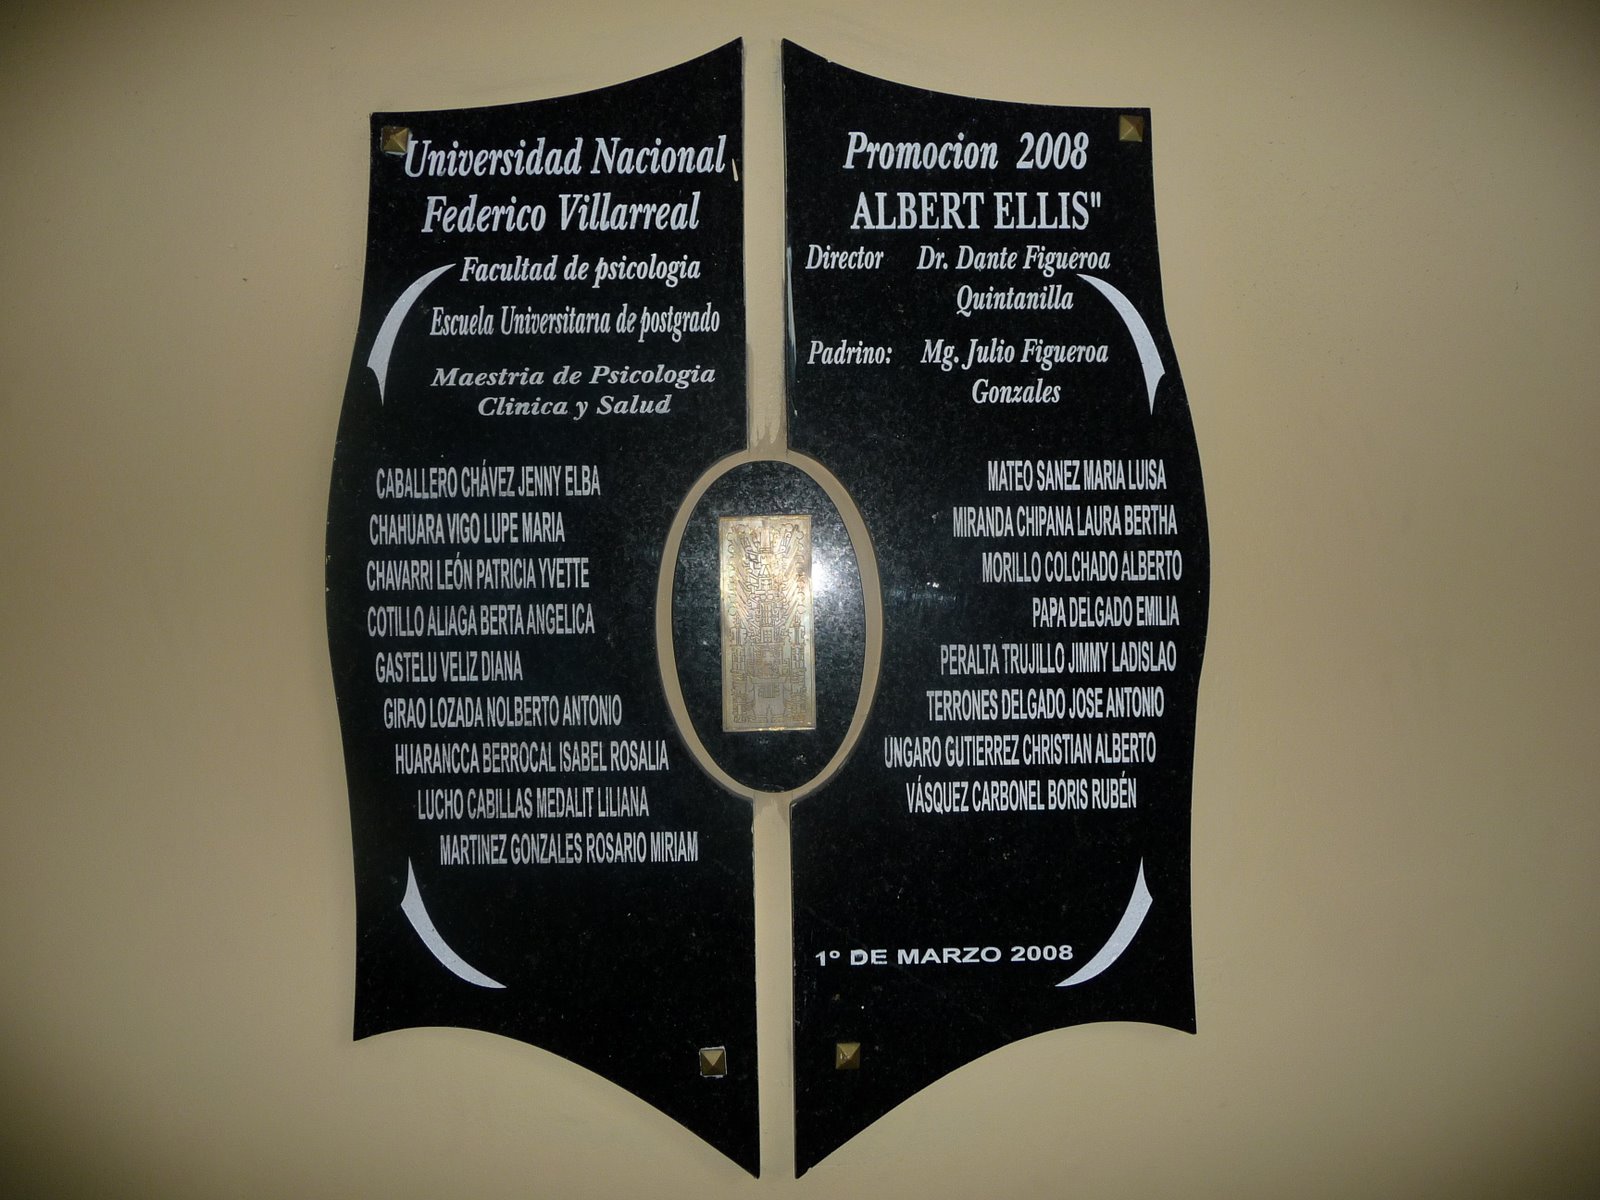 Universidad Nacional
Federico Villarreal
Facultad de psicologia
Escuela Universitaria de postgrado
Maestria de Psicologia
Clinica y Salud
CABALLERO CHÁVEZ JENNY ELBA
CHAHUARA VIGO LUPE MARIA
CHAVARRI LEÓN PATRICIA YVETTE
COTILLO ALIAGA BERTA ANGELICA
GASTELU VELIZ DIANA
GIRAO LOZADA NOLBERTO ANTONIO
HUARANCCA BERROCAL ISABEL ROSALIA
LUCHO CABILLAS MEDALIT LILIANA
MARTINEZ GONZALES ROSARIO MIRIAM
Promocion 2008
ALBERT ELLIS"
Director Dr. Dante Figueroa
Quintanilla
Padrino: Mg. Julio Figueroa
Gonzales
MATEO SANEZ MARIA LUISA
MIRANDA CHIPANA LAURA BERTHA
MORILLO COLCHADO ALBERTO
PAPA DELGADO EMILIA
PERALTA TRUJILLO JIMMY LADISLAO
TERRONES DELGADO JOSE ANTONIO
UNGARO GUTIERREZ CHRISTIAN ALBERTO
VÁSQUEZ CARBONEL BORIS RUBÉN
1º DE MARZO 2008